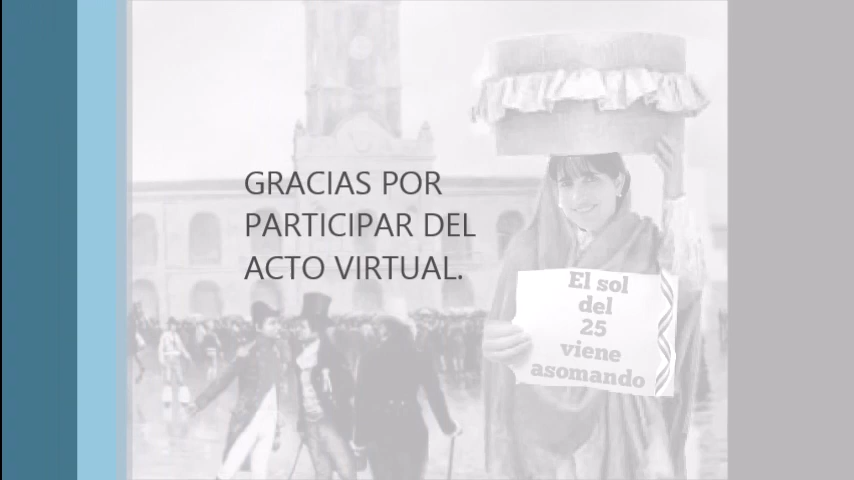 GRACIAS POR
PARTICIPAR DEL
ACTO VIRTUAL.
El sol
del
25
viene
asomando